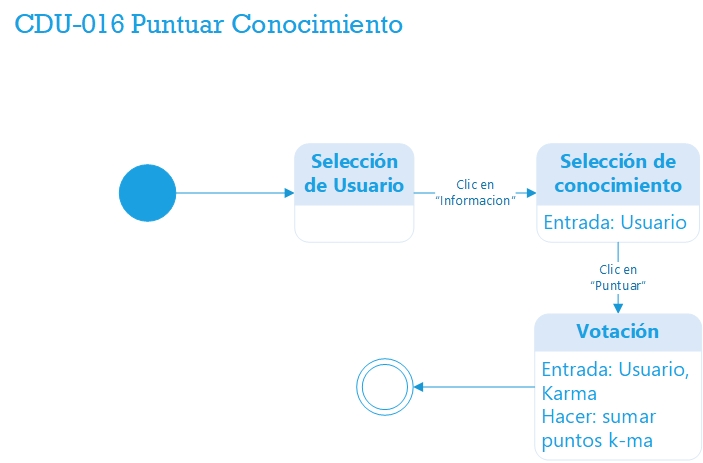 CDU-016 Puntuar Conocimiento
Selección
de Usuario
Clic en
“Informacion”
Selección de
conocimiento
Entrada: Usuario
Clic en
“Puntuar”
Votación
Entrada: Usuario,
Karma
Hacer: sumar
puntos k-ma